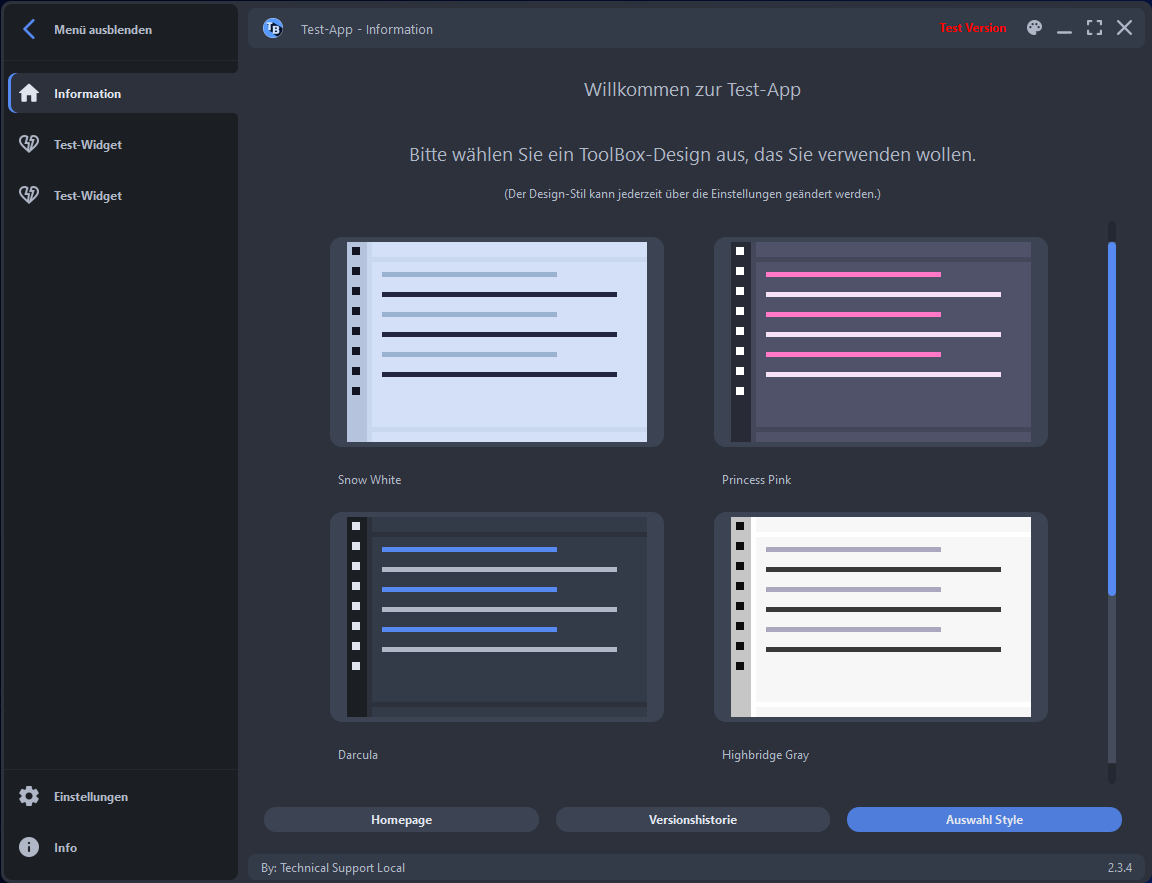 Menü ausblenden
Information
Test-Widget
Test-Widget
Einstellungen
Info
TB
Test-App - Information
Test Version
Willkommen zur Test-App
Bitte wählen Sie ein ToolBox-Design aus, das Sie verwenden wollen.
(Der Design-Stil kann jederzeit über die Einstellungen geändert werden.)
Snow White
Princess Pink
Darcula
Highbridge Gray
Homepage
Versionshistorie
Auswahl Style
By: Technical Support Local
2.3.4